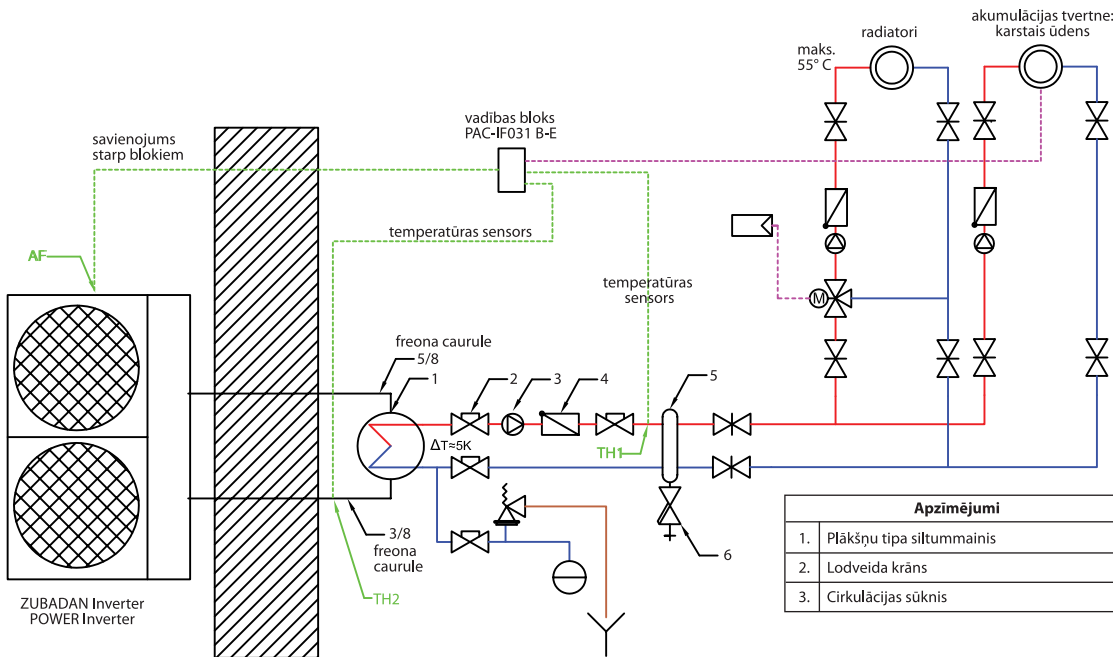 akumulācijas tvertne:
karstais ūdens
radiatori
maks.
55° C
vadības bloks
PAC-IF031 B-E
savienojums
starp blokiem
temperatūras sensors
AF
temperatūras
sensors
M
freona caurule
5/8
1
2
3
4
5
ΔT≈5K
TH1
3/8
freona
caurule
6
TH2
ZUBADAN Inverter
POWER Inverter
Apzīmējumi
1. Plākšņu tipa siltummainis
2. Lodveida krāns
3. Cirkulācijas sūknis